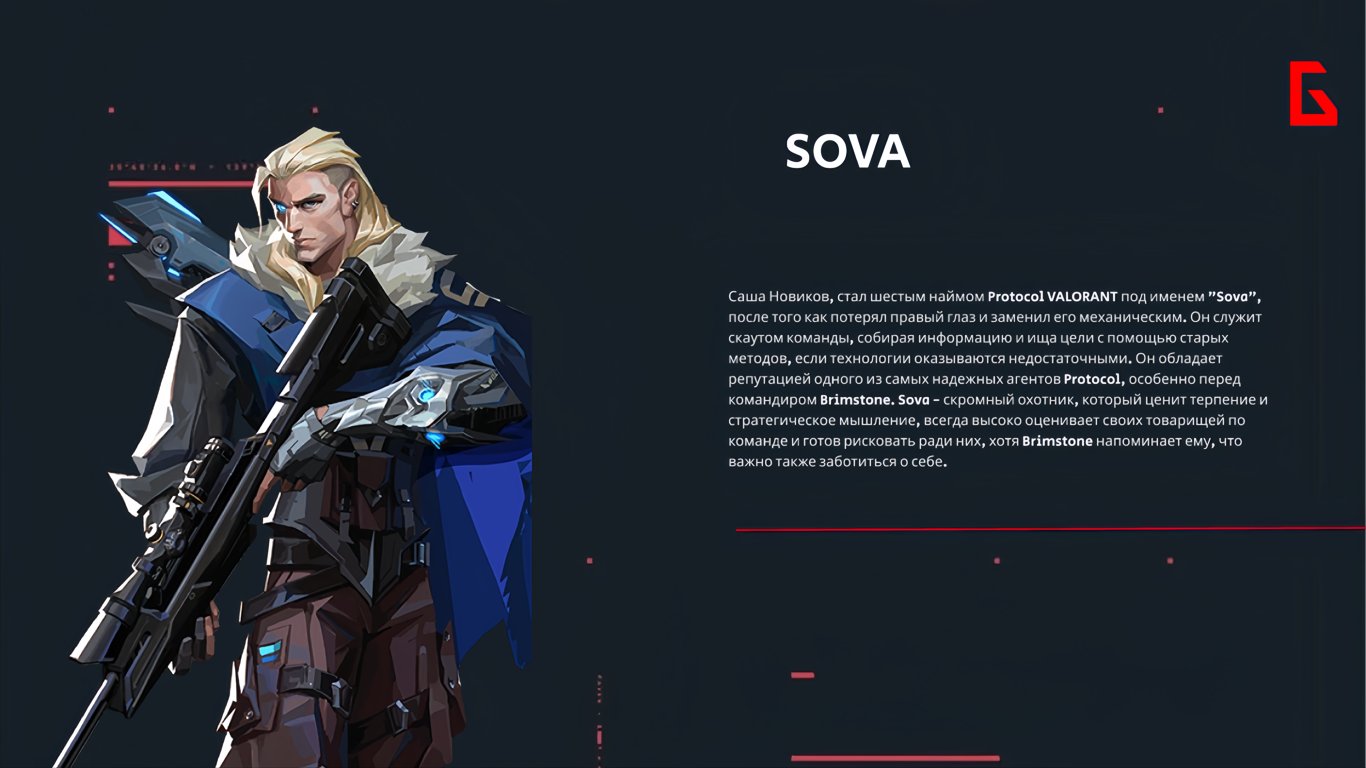 SOVA
Саша Новиков, стал шестым наймом Protocol VALORANT под именем ”Sova”,
после того как потерял правый глаз и заменил его механическим. Он служит
скаутом команды, собирая информацию и ища цели с помощью старых
методов, если технологии оказываются недостаточными. Он обладает
репутацией одного из самых надежных агентов Protocol, особенно перед
командиром Brimstone. Sova – скромный охотник, который ценит терпение и
стратегическое мышление, всегда высоко оценивает своих товарищей по
команде и готов рисковать ради них, хотя Brimstone напоминает ему, что
важно также заботиться о себе.